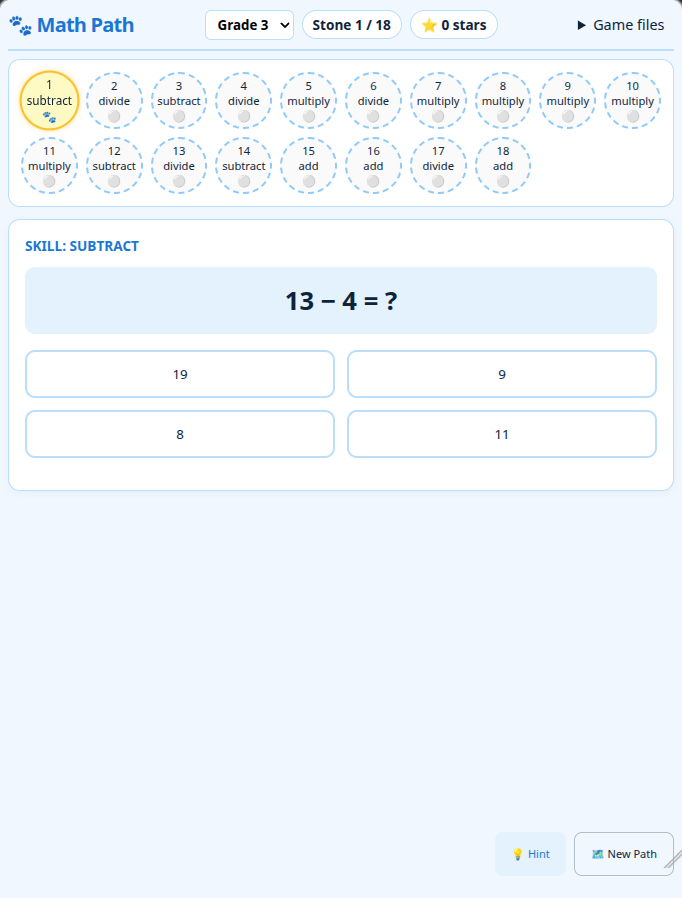 🐾 Math Path
Grade 3
Stone 1 / 18
⭐ 0 stars
▶ Game files
1
subtract
2
divide
3
subtract
4
divide
5
multiply
6
divide
7
multiply
8
multiply
9
multiply
10
multiply
11
multiply
12
subtract
13
divide
14
subtract
15
add
16
add
17
divide
18
add
SKILL: SUBTRACT
13 − 4 = ?
19
9
8
11
💡 Hint
🗺️ New Path